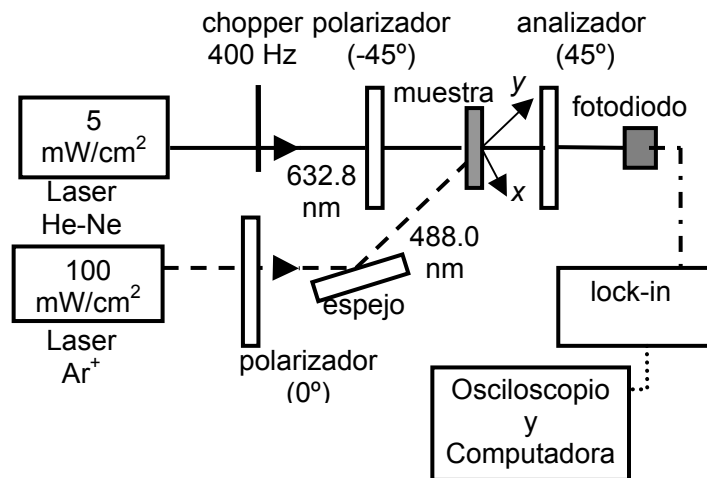 chopper
400 Hz
polarizador
(-45º)
analizador
(45º)
muestra
y
fotodiodo
5
mW/cm²
Laser
He-Ne
632.8
nm
x
488.0
nm
100
mW/cm²
Laser
Ar⁺
espejo
polarizador
(0º)
lock-in
Osciloscopio
y
Computadora